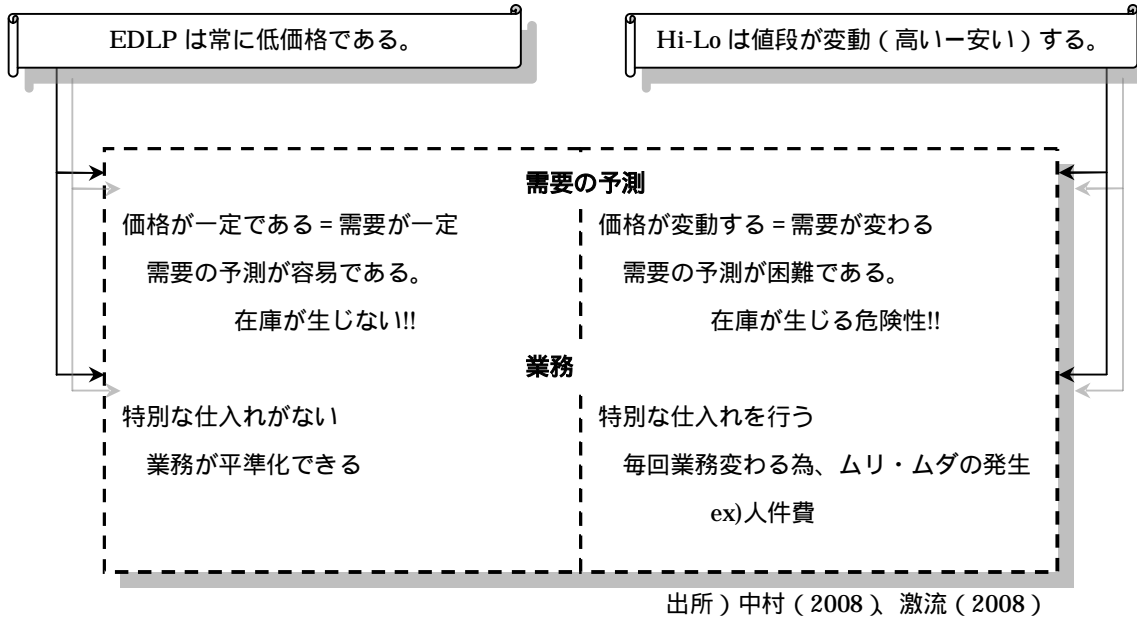 EDLP は常に低価格である。
Hi-Lo は値段が変動（高いー安い）する。
需要の予測
価格が一定である = 需要が一定
需要の予測が容易である。
在庫が生じない!!
価格が変動する = 需要が変わる
需要の予測が困難である。
在庫が生じる危険性!!
業務
特別な仕入れがない
業務が平準化できる
特別な仕入れを行う
毎回業務変わる為、ムリ・ムダの発生
ex)人件費
出所）中村（2008）、激流（2008）